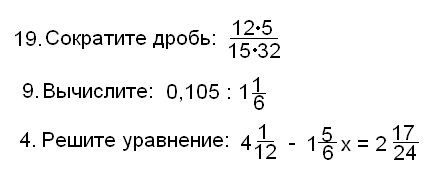 19. Сократите дробь: 12•5/15•32
9. Вычислите: 0,105 : 1 1/6
4. Решите уравнение: 4 1/12 - 1 5/6 x = 2 17/24